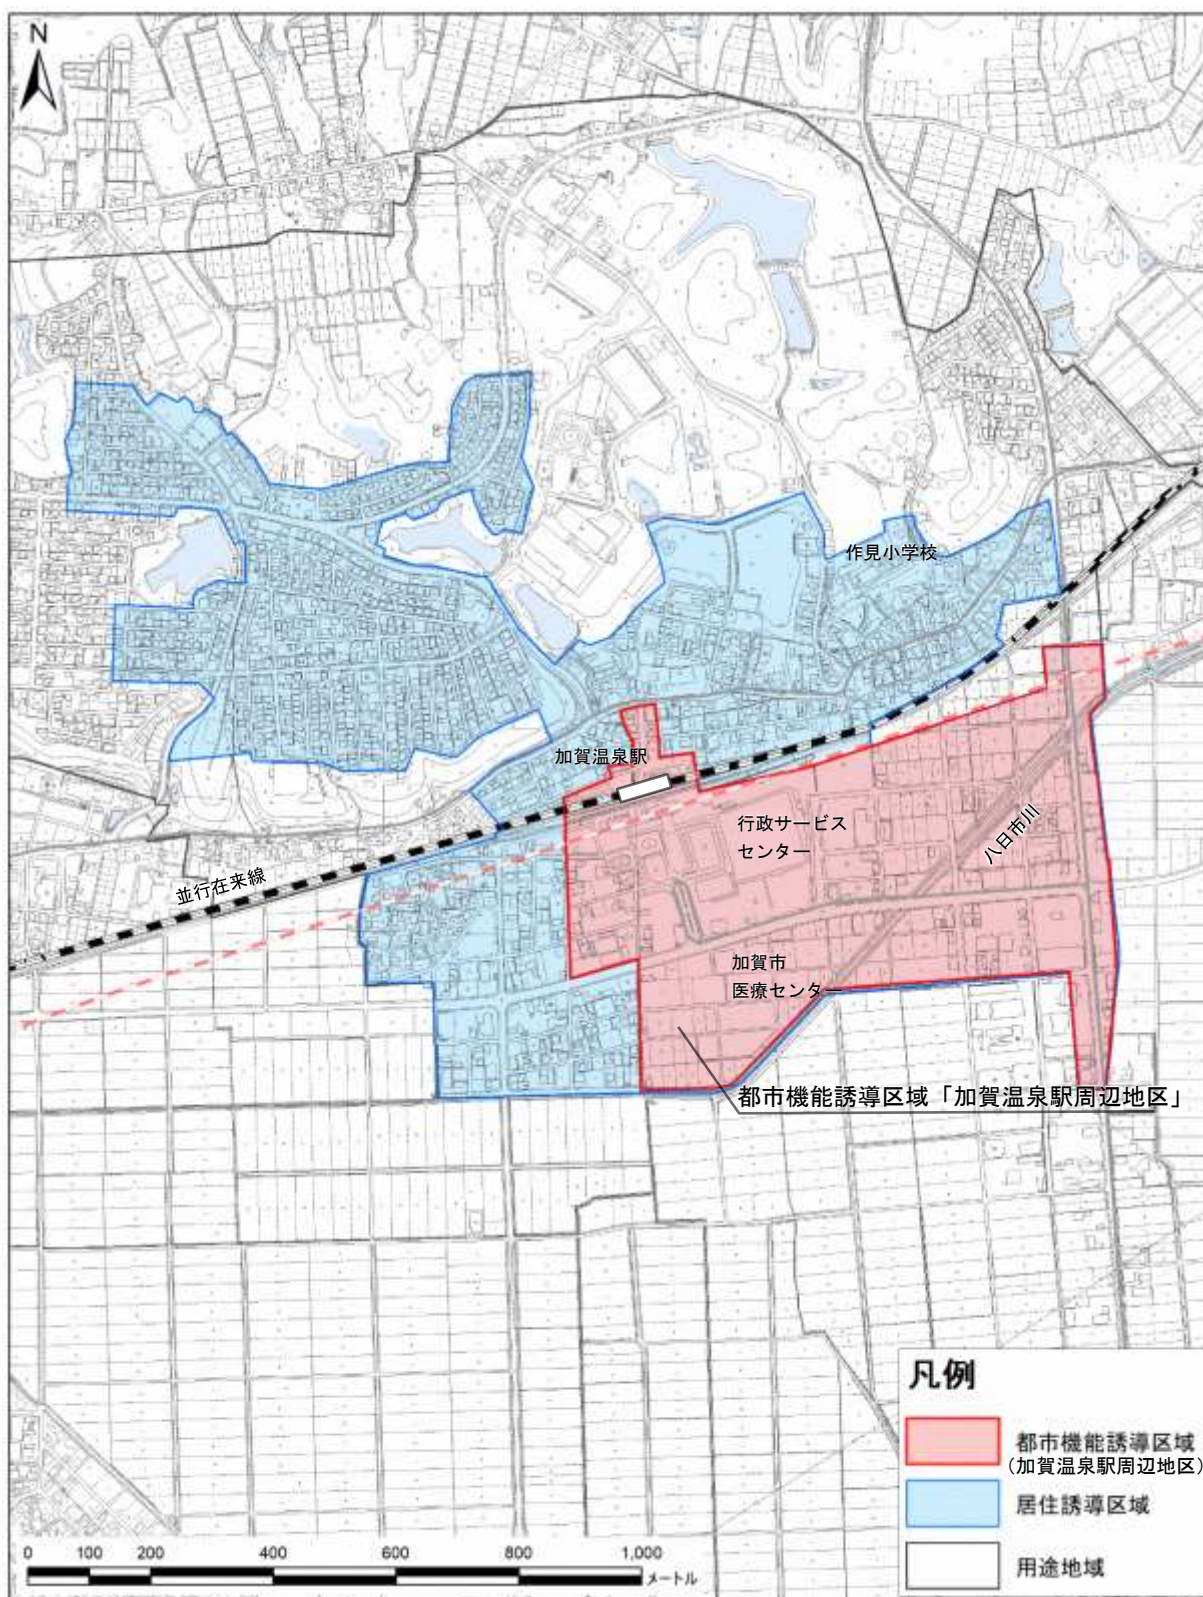 N
作見小学校
加賀温泉駅
行政サービス
センター
八日市川
並行在来線
加賀市
医療センター
都市機能誘導区域「加賀温泉駅周辺地区」
凡例
都市機能誘導区域
(加賀温泉駅周辺地区)
居住誘導区域
用途地域
0 100 200 400 600 800 1,000
メートル